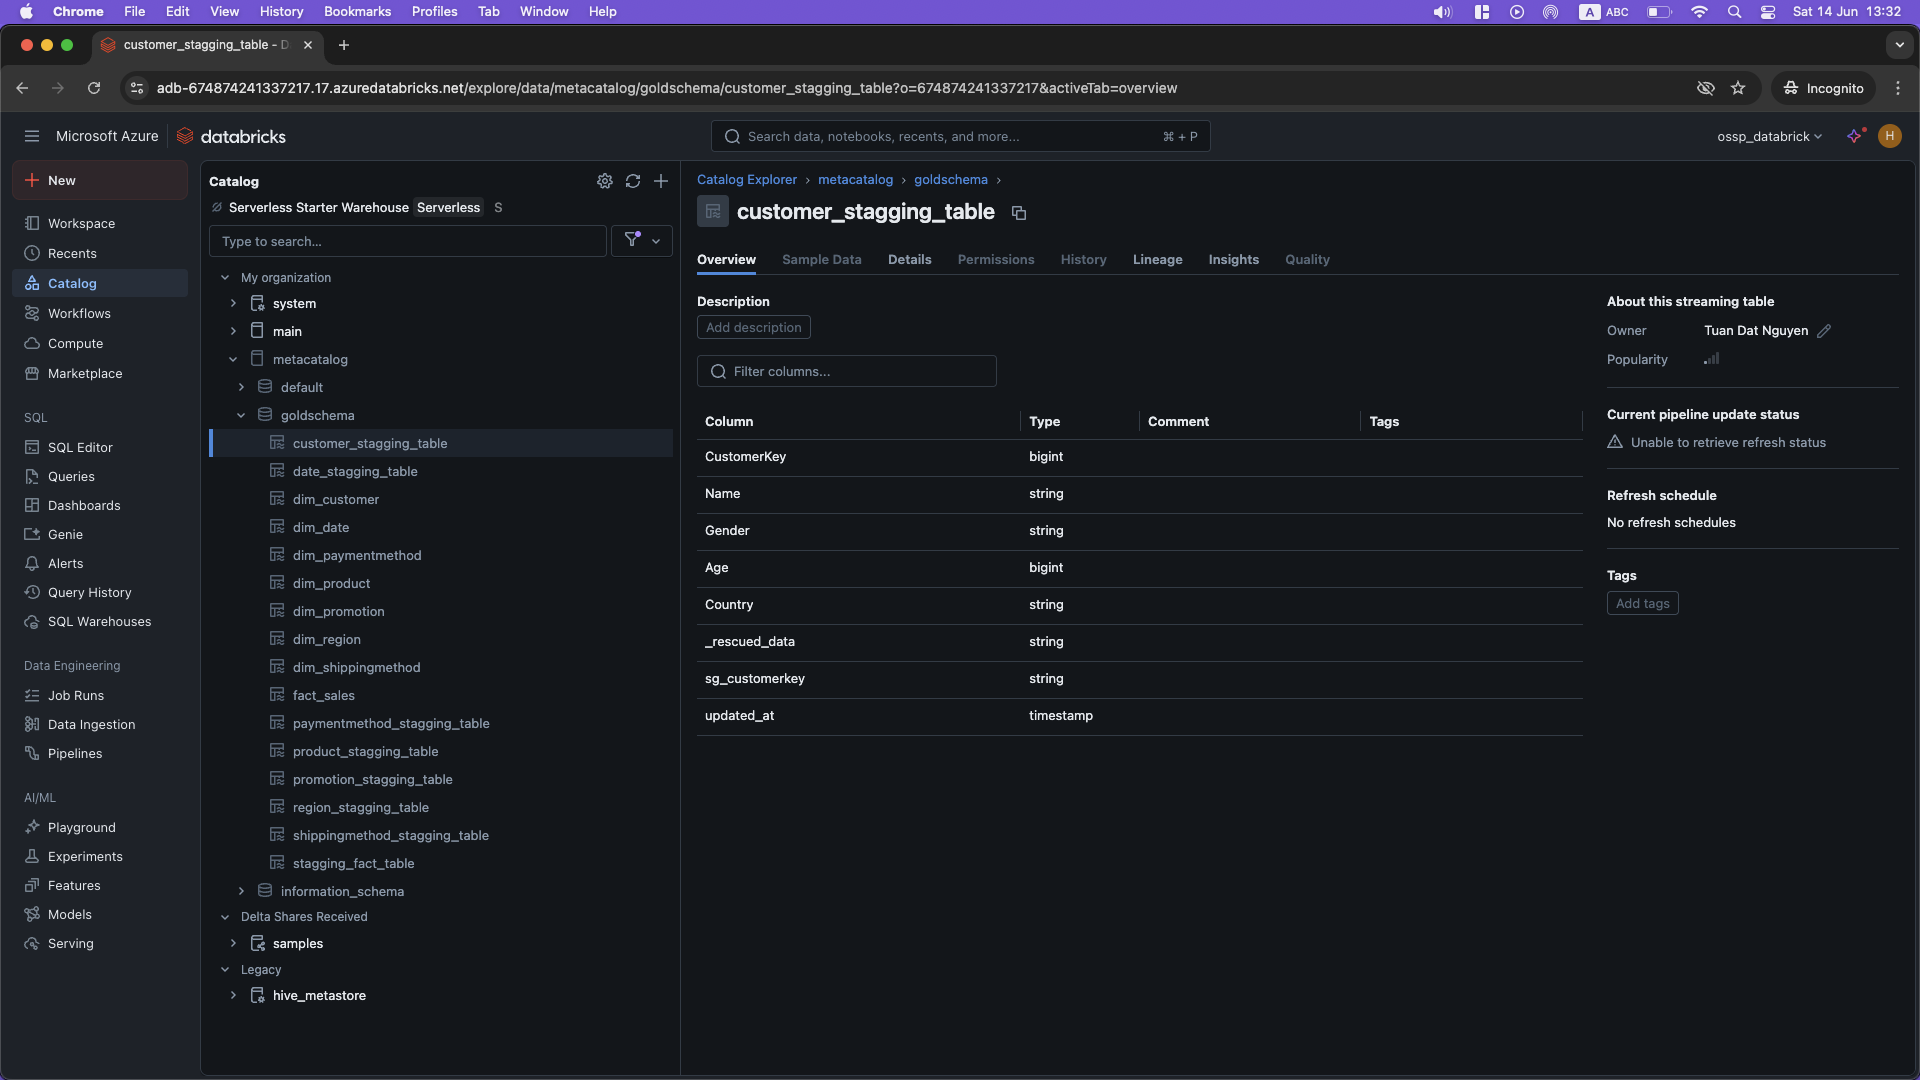 Chrome File Edit View History Bookmarks Profiles Tab Window Help A ABC Sat 14 Jun 13:32
customer_stagging_table - D
adb-674874241337217.17.azuredatabricks.net/explore/data/metacatalog/goldschema/customer_stagging_table?o=674874241337217&activeTab=overview Incognito
Microsoft Azure databricks Search data, notebooks, recents, and more... ⌘ + P ossp_databrick H
New
Workspace
Recents
Catalog
Workflows
Compute
Marketplace
SQL
SQL Editor
Queries
Dashboards
Genie
Alerts
Query History
SQL Warehouses
Data Engineering
Job Runs
Data Ingestion
Pipelines
AI/ML
Playground
Experiments
Features
Models
Serving
Catalog
Serverless Starter Warehouse Serverless S
Type to search...
My organization
system
main
metacatalog
default
goldschema
customer_stagging_table
date_stagging_table
dim_customer
dim_date
dim_paymentmethod
dim_product
dim_promotion
dim_region
dim_shippingmethod
fact_sales
paymentmethod_stagging_table
product_stagging_table
promotion_stagging_table
region_stagging_table
shippingmethod_stagging_table
stagging_fact_table
information_schema
Delta Shares Received
samples
Legacy
hive_metastore
Catalog Explorer › metacatalog › goldschema ›
customer_stagging_table
Overview Sample Data Details Permissions History Lineage Insights Quality
Description
Add description
Filter columns...
Column Type Comment Tags
CustomerKey bigint
Name string
Gender string
Age bigint
Country string
_rescued_data string
sg_customerkey string
updated_at timestamp
About this streaming table
Owner Tuan Dat Nguyen
Popularity
Current pipeline update status
Unable to retrieve refresh status
Refresh schedule
No refresh schedules
Tags
Add tags